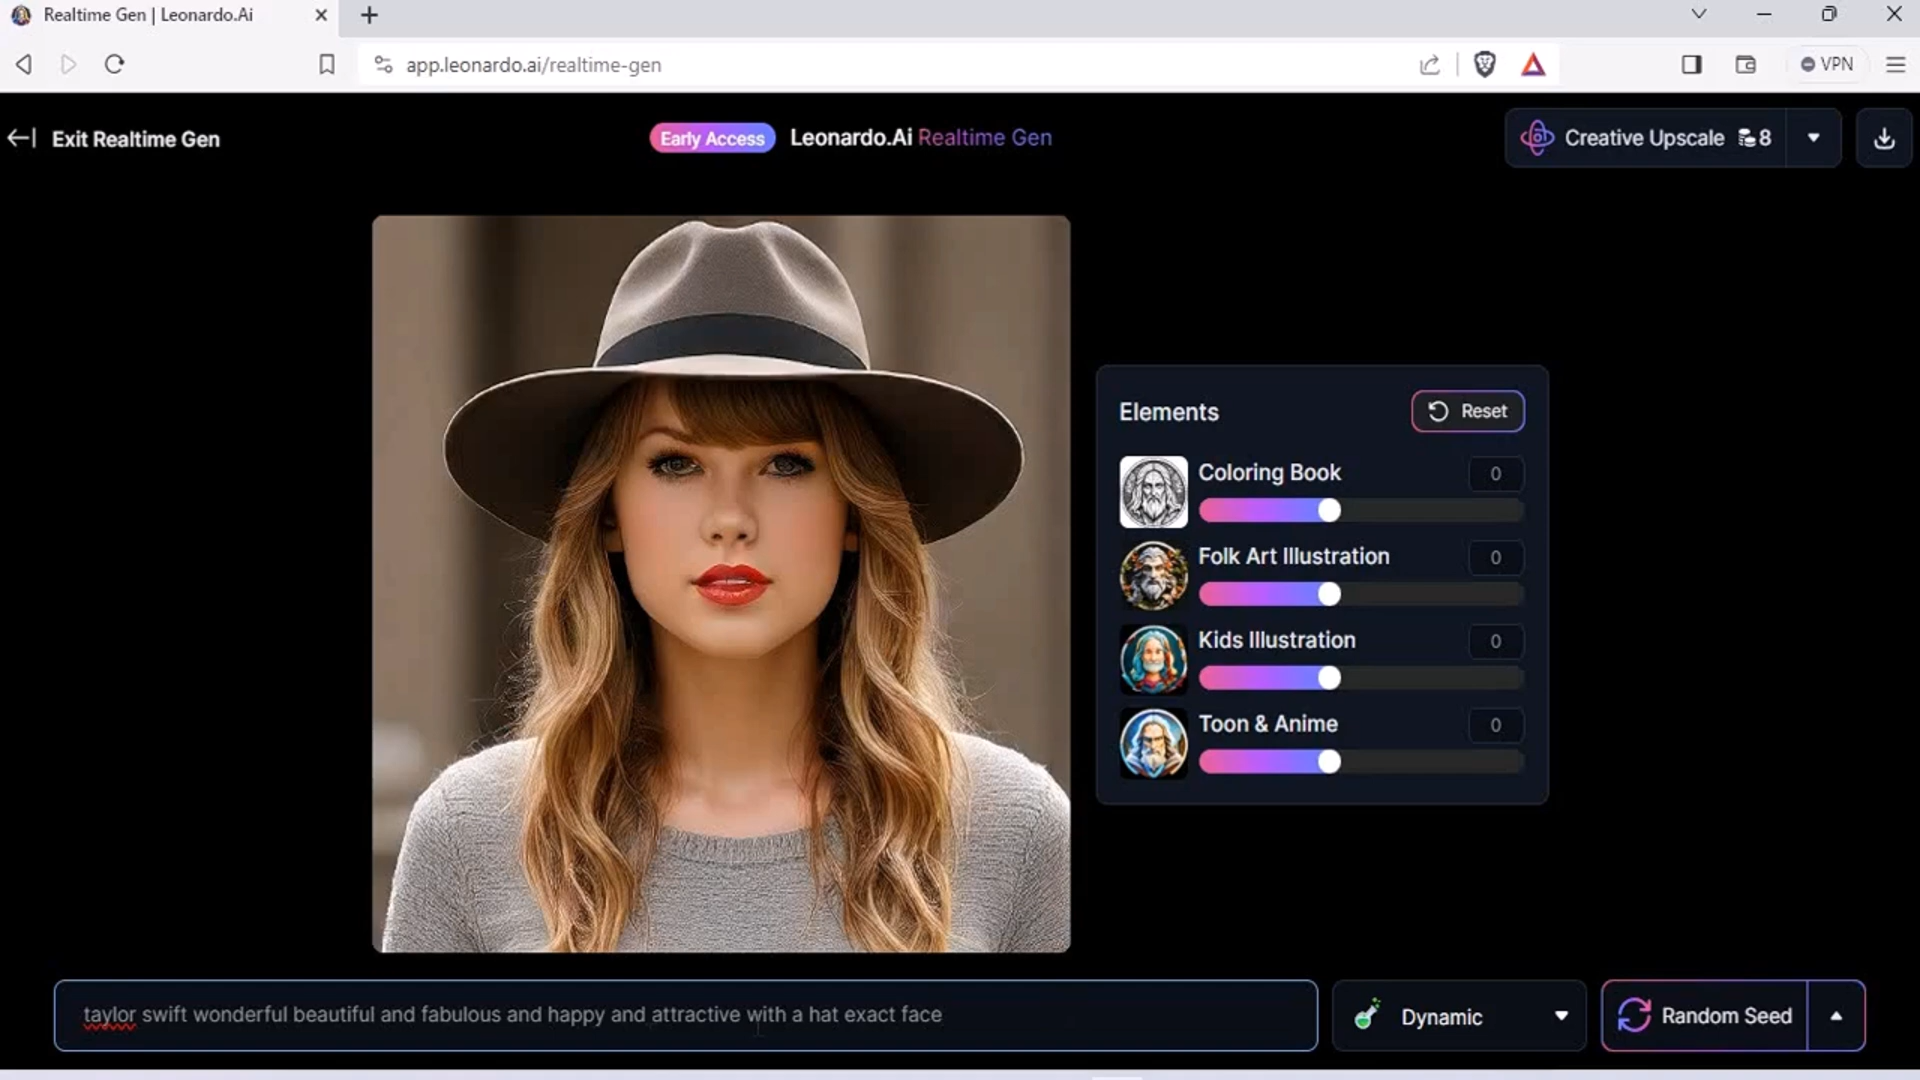 Realtime Gen | Leonardo.Ai
app.leonardo.ai/realtime-gen
VPN
Exit Realtime Gen
Early Access Leonardo.Ai Realtime Gen
Creative Upscale 8
Elements
Reset
Coloring Book 0
Folk Art Illustration 0
Kids Illustration 0
Toon & Anime 0
taylor swift wonderful beautiful and fabulous and happy and attractive with a hat exact face
Dynamic
Random Seed